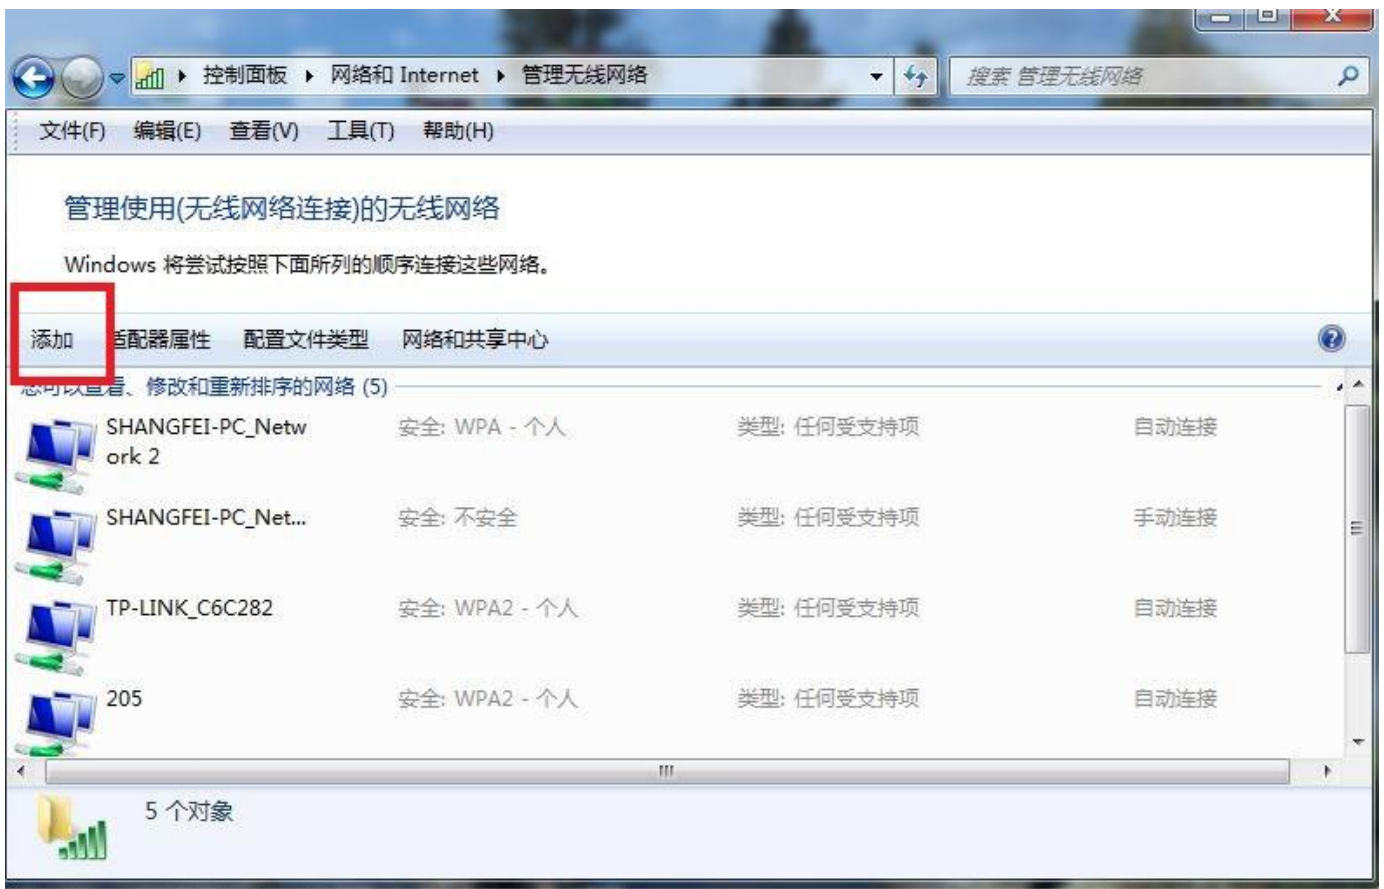 控制面板 ▸ 网络和 Internet ▸ 管理无线网络
搜索 管理无线网络
文件(F) 编辑(E) 查看(V) 工具(T) 帮助(H)
管理使用(无线网络连接)的无线网络
Windows 将尝试按照下面所列的顺序连接这些网络。
添加 适配器属性 配置文件类型 网络和共享中心
您可以查看、修改和重新排序的网络 (5)
SHANGFEI-PC_Netw
ork 2
安全: WPA - 个人 类型: 任何受支持项 自动连接
SHANGFEI-PC_Net... 安全: 不安全 类型: 任何受支持项 手动连接
TP-LINK_C6C282 安全: WPA2 - 个人 类型: 任何受支持项 自动连接
205 安全: WPA2 - 个人 类型: 任何受支持项 自动连接
5 个对象